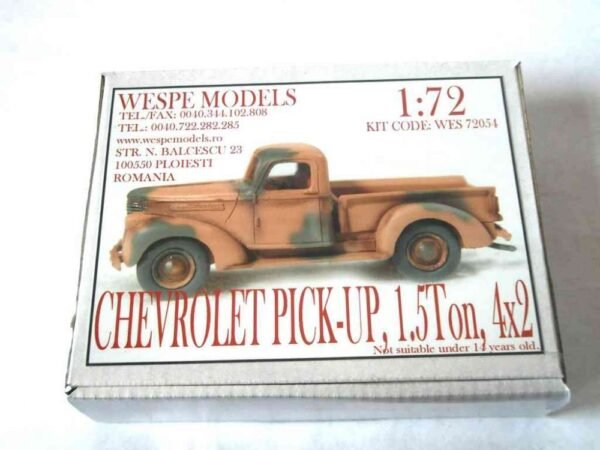 WESPE MODELS
TEL./FAX: 0040.344.102.808
TEL.: 0040.722.282.285
www.wespemodels.ro
STR. N. BALCESCU 23
100550 PLOIESTI
ROMANIA
1:72
KIT CODE: WES 72054
CHEVROLET PICK-UP, 1.5Ton, 4x2
Not suitable under 14 years old.